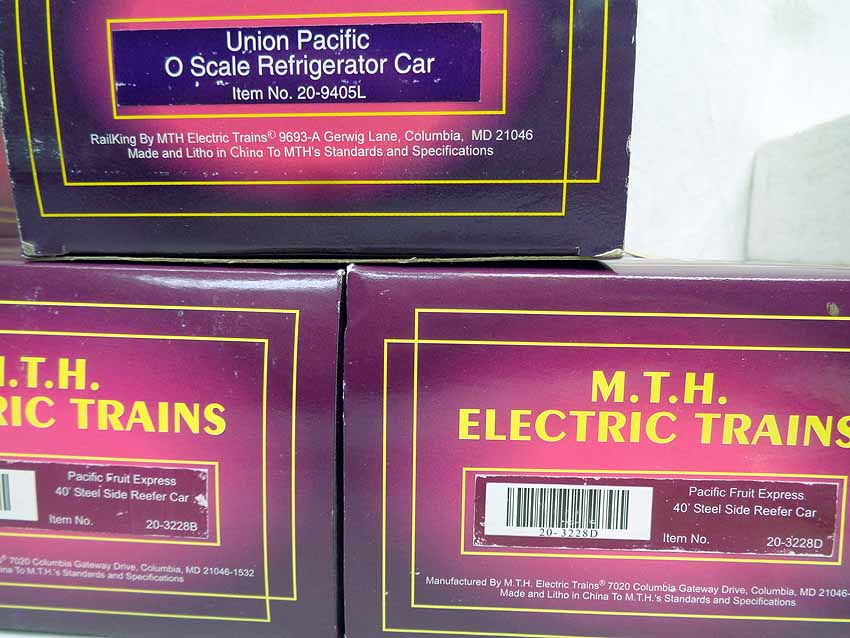 Union Pacific
O Scale Refrigerator Car
Item No. 20-9405L
RailKing By MTH Electric Trains© 9693-A Gerwig Lane, Columbia, MD 21046
Made and Litho in China To MTH's Standards and Specifications
.T.H.
RIC TRAINS
Pacific Fruit Express
40' Steel Side Reefer Car
Item No. 20-3228B
® 7020 Columbia Gateway Drive, Columbia, MD 21046-1532
ina To M.T.H.'s Standards and Specifications
M.T.H.
ELECTRIC TRAINS
Pacific Fruit Express
40' Steel Side Reefer Car
20-3228D
Item No. 20-3228D
Manufactured By M.T.H. Electric Trains® 7020 Columbia Gateway Drive, Columbia, MD 21046-
Made and Litho in China To M.T.H.'s Standards and Specifications